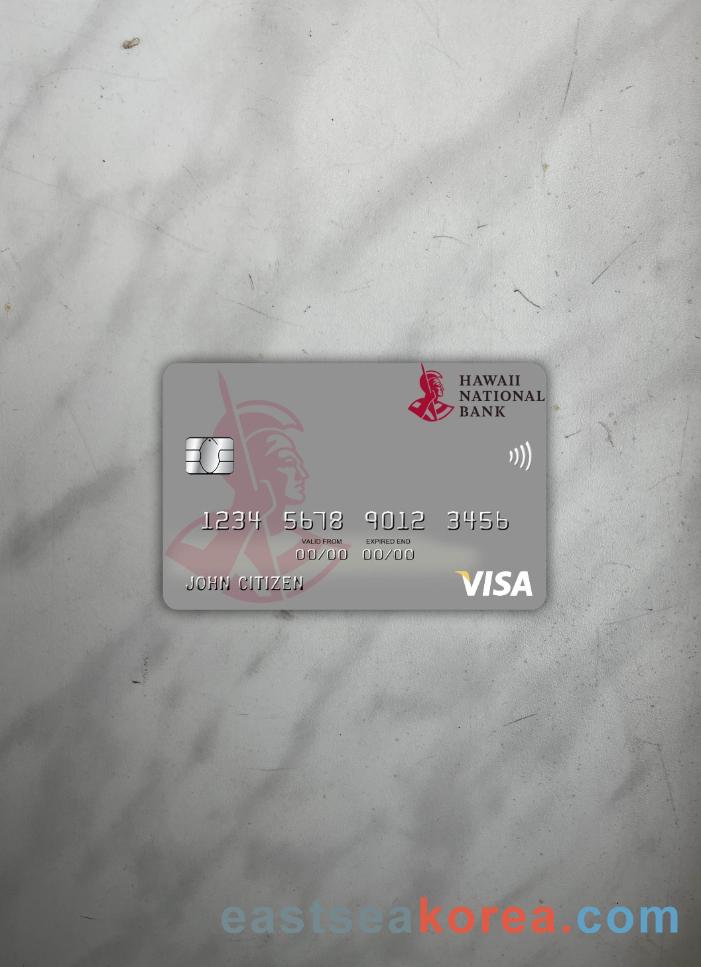 HAWAII
NATIONAL
BANK
1234 5678 9012 3456
VALID FROM EXPIRED END
00/00 00/00
JOHN CITIZEN
VISA
eastseakorea.com